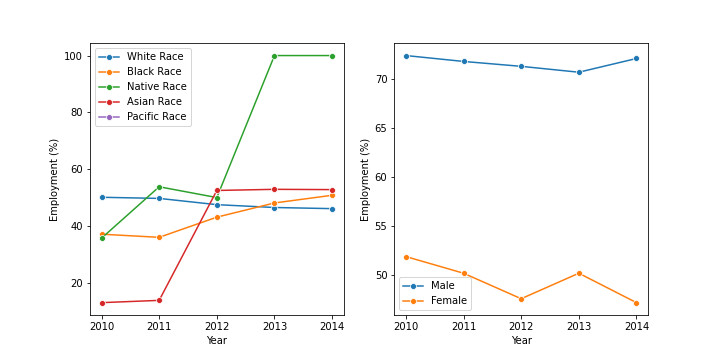 100
80
60
40
20
Employment (%)
White Race
Black Race
Native Race
Asian Race
Pacific Race
2010 2011 2012 2013 2014
Year
70
65
60
55
50
Employment (%)
Male
Female
2010 2011 2012 2013 2014
Year